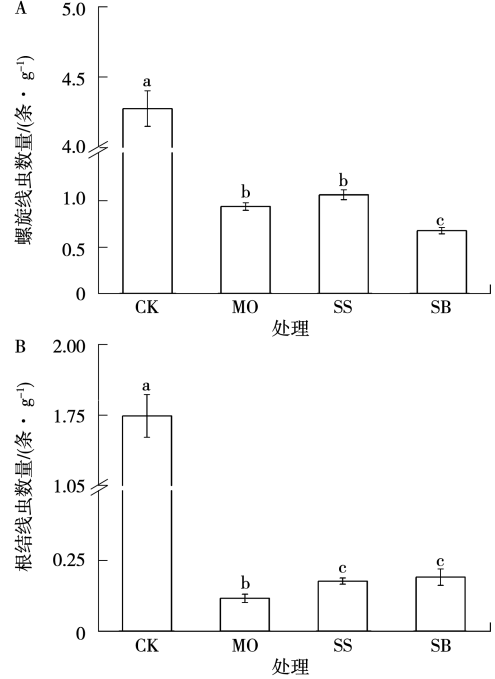 A
5.0
4.5
4.0
1.0
0.5
0
螺旋线虫数量/(条·g⁻¹)
a
b
b
c
CK MO SS SB
处理
B
2.00
1.75
1.05
0.25
0
根结线虫数量/(条·g⁻¹)
a
b
c
c
CK MO SS SB
处理